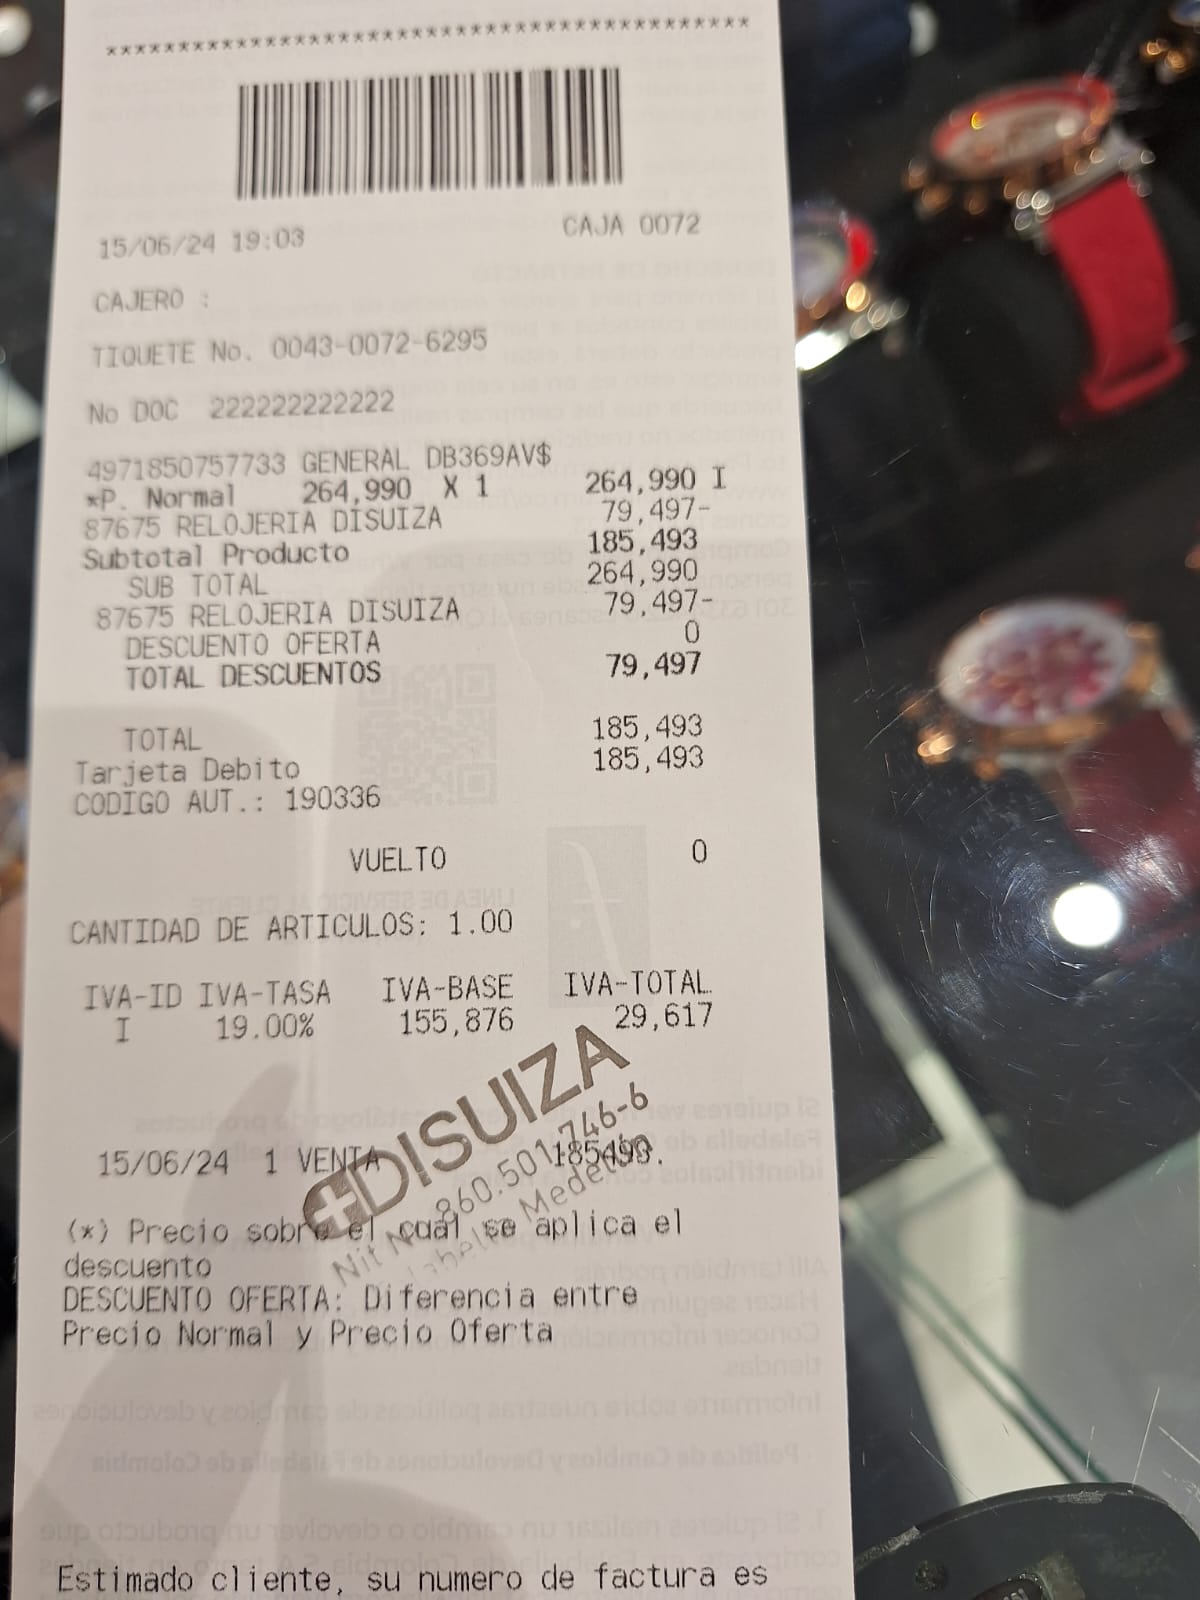 ****************************************
15/06/24 19:03 CAJA 0072
CAJERO :
TIQUETE No. 0043-0072-6295
No DOC 222222222222
4971850757733 GENERAL DB369AV$
*P. Normal 264,990 X 1 264,990 I
87675 RELOJERIA DISUIZA 79,497-
Subtotal Producto 185,493
SUB TOTAL 264,990
87675 RELOJERIA DISUIZA 79,497-
DESCUENTO OFERTA 0
TOTAL DESCUENTOS 79,497
TOTAL 185,493
Tarjeta Debito 185,493
CODIGO AUT.: 190336
VUELTO 0
CANTIDAD DE ARTICULOS: 1.00
IVA-ID IVA-TASA IVA-BASE IVA-TOTAL
I 19.00% 155,876 29,617
DISUIZA
Nit No. 860.501.746-6
Medellín
15/06/24 1 VENTA 185493.
(*) Precio sobre el cual se aplica el
descuento
DESCUENTO OFERTA: Diferencia entre
Precio Normal y Precio Oferta
Estimado cliente, su numero de factura es